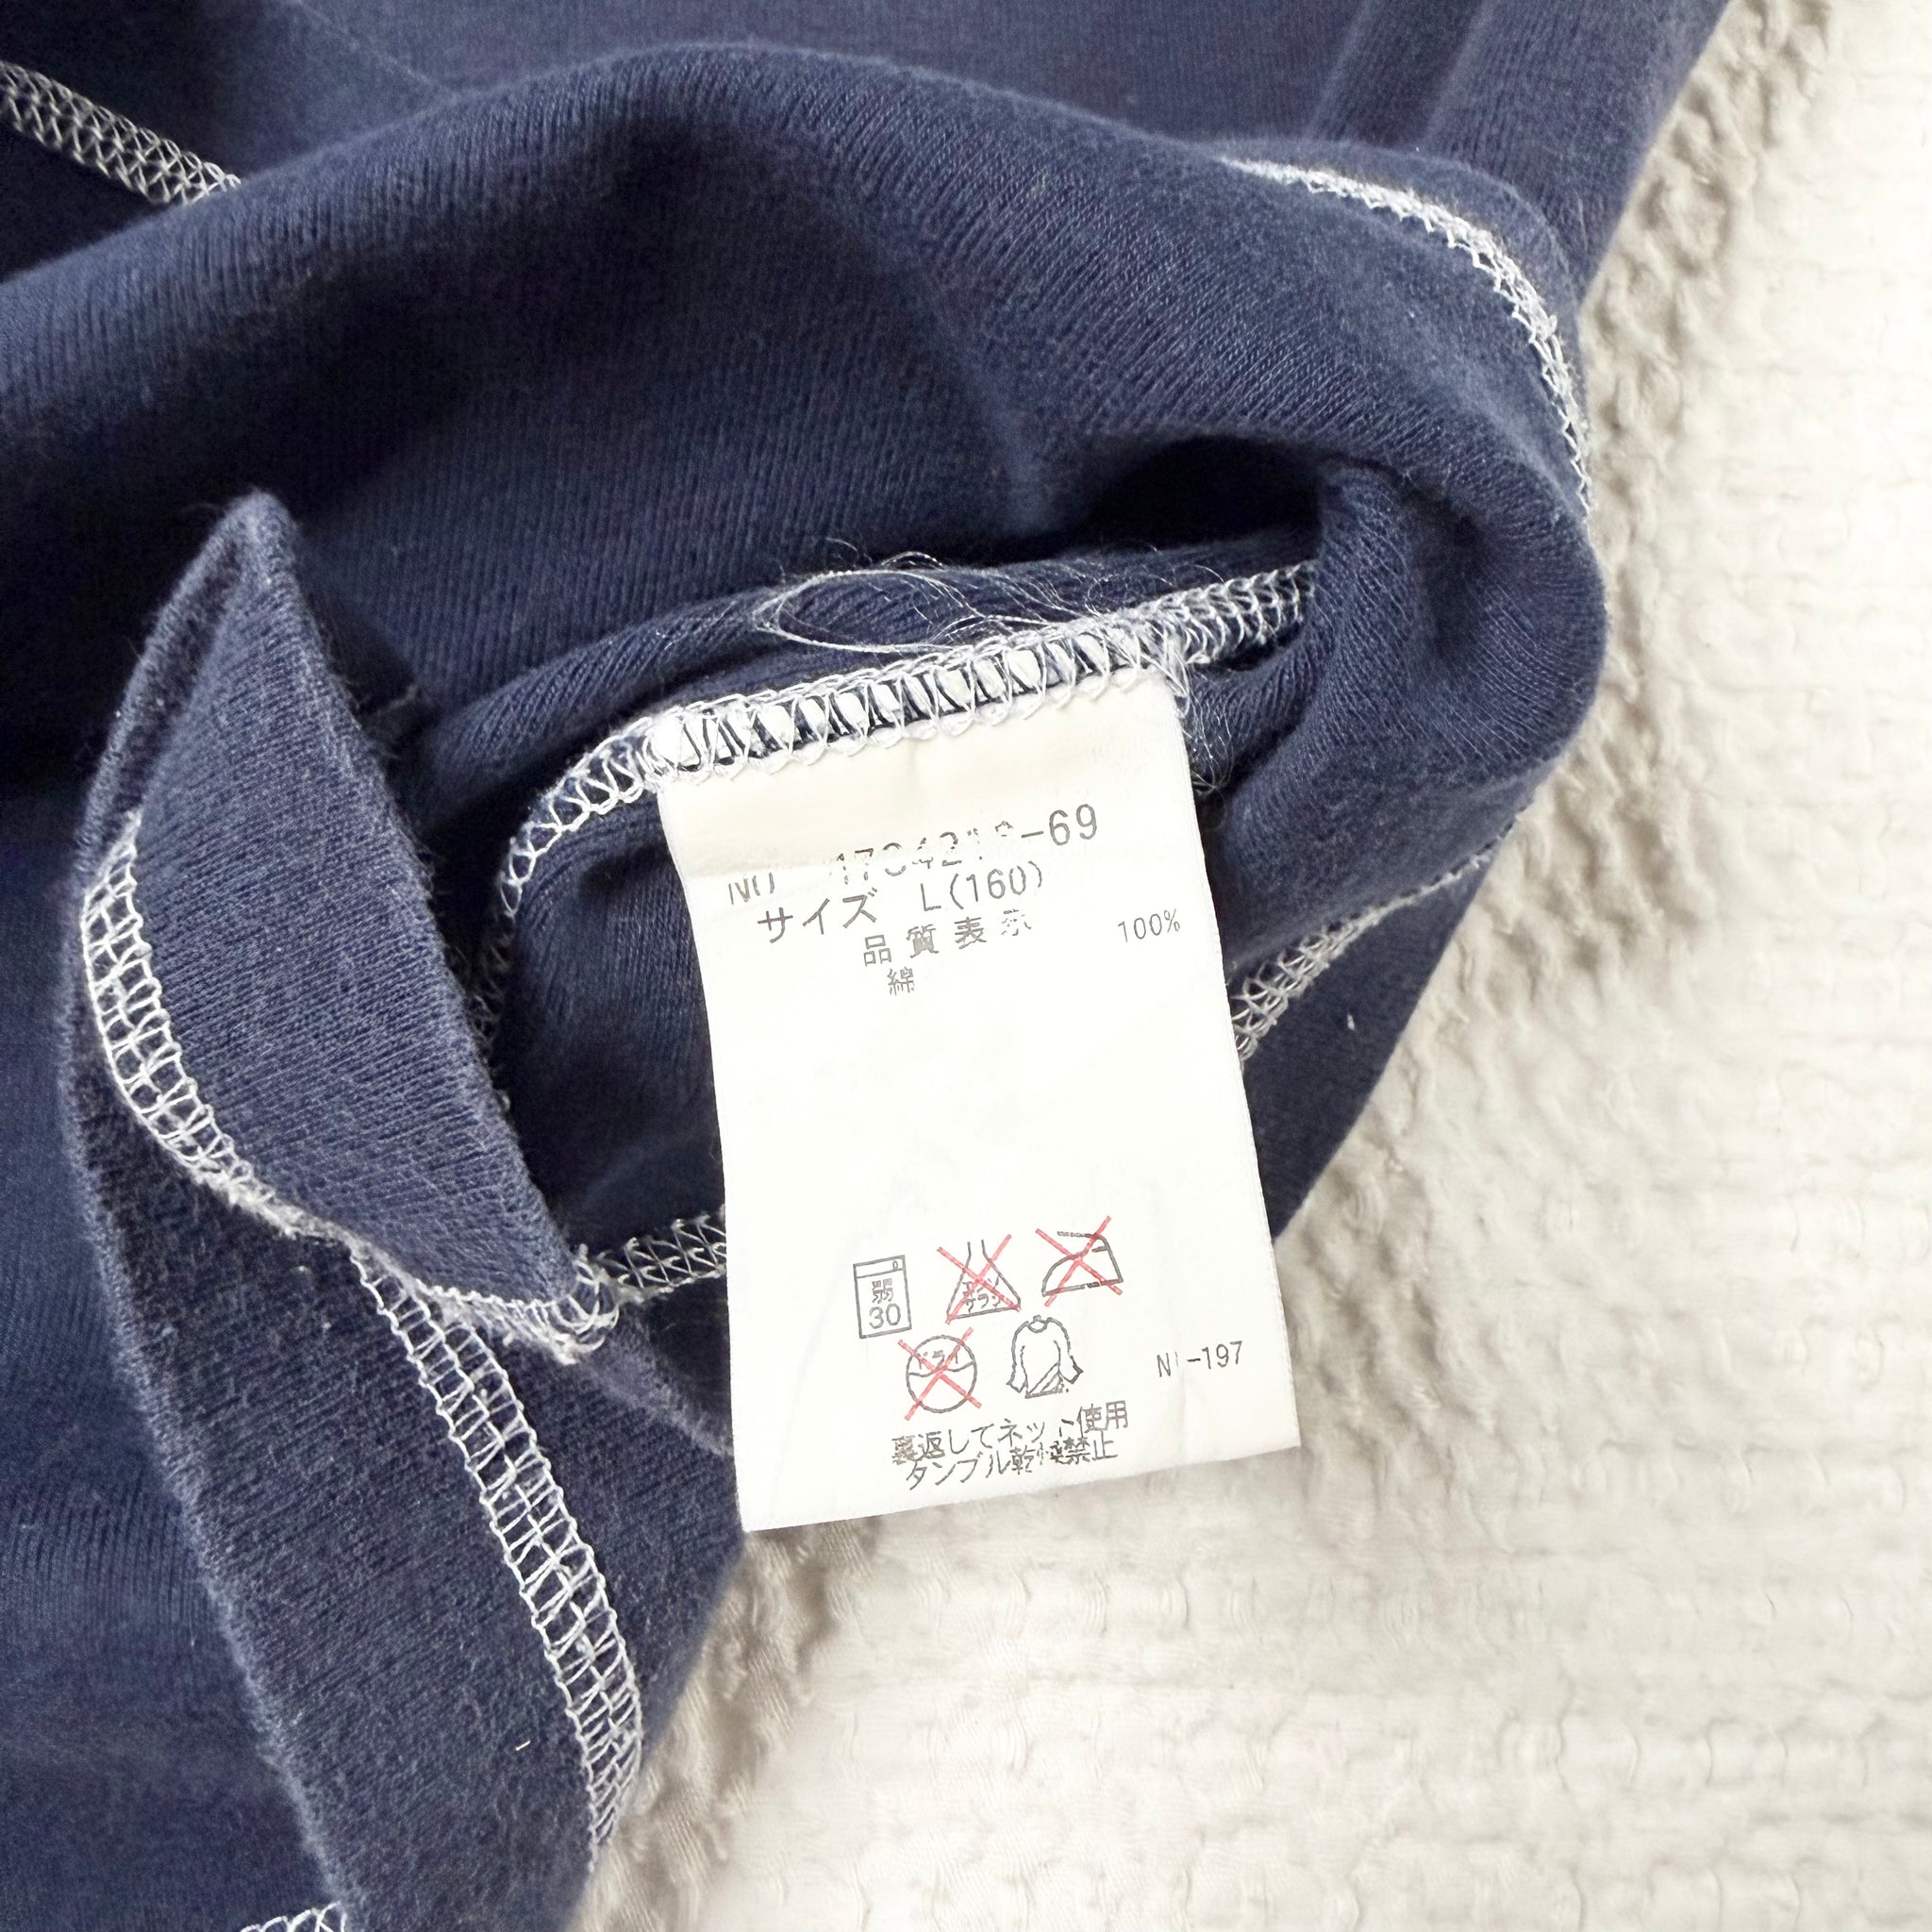 サイズ L(160)
品質表示
綿 100%
弱
30
ドライ
裏返してネット使用
タンブル乾燥禁止